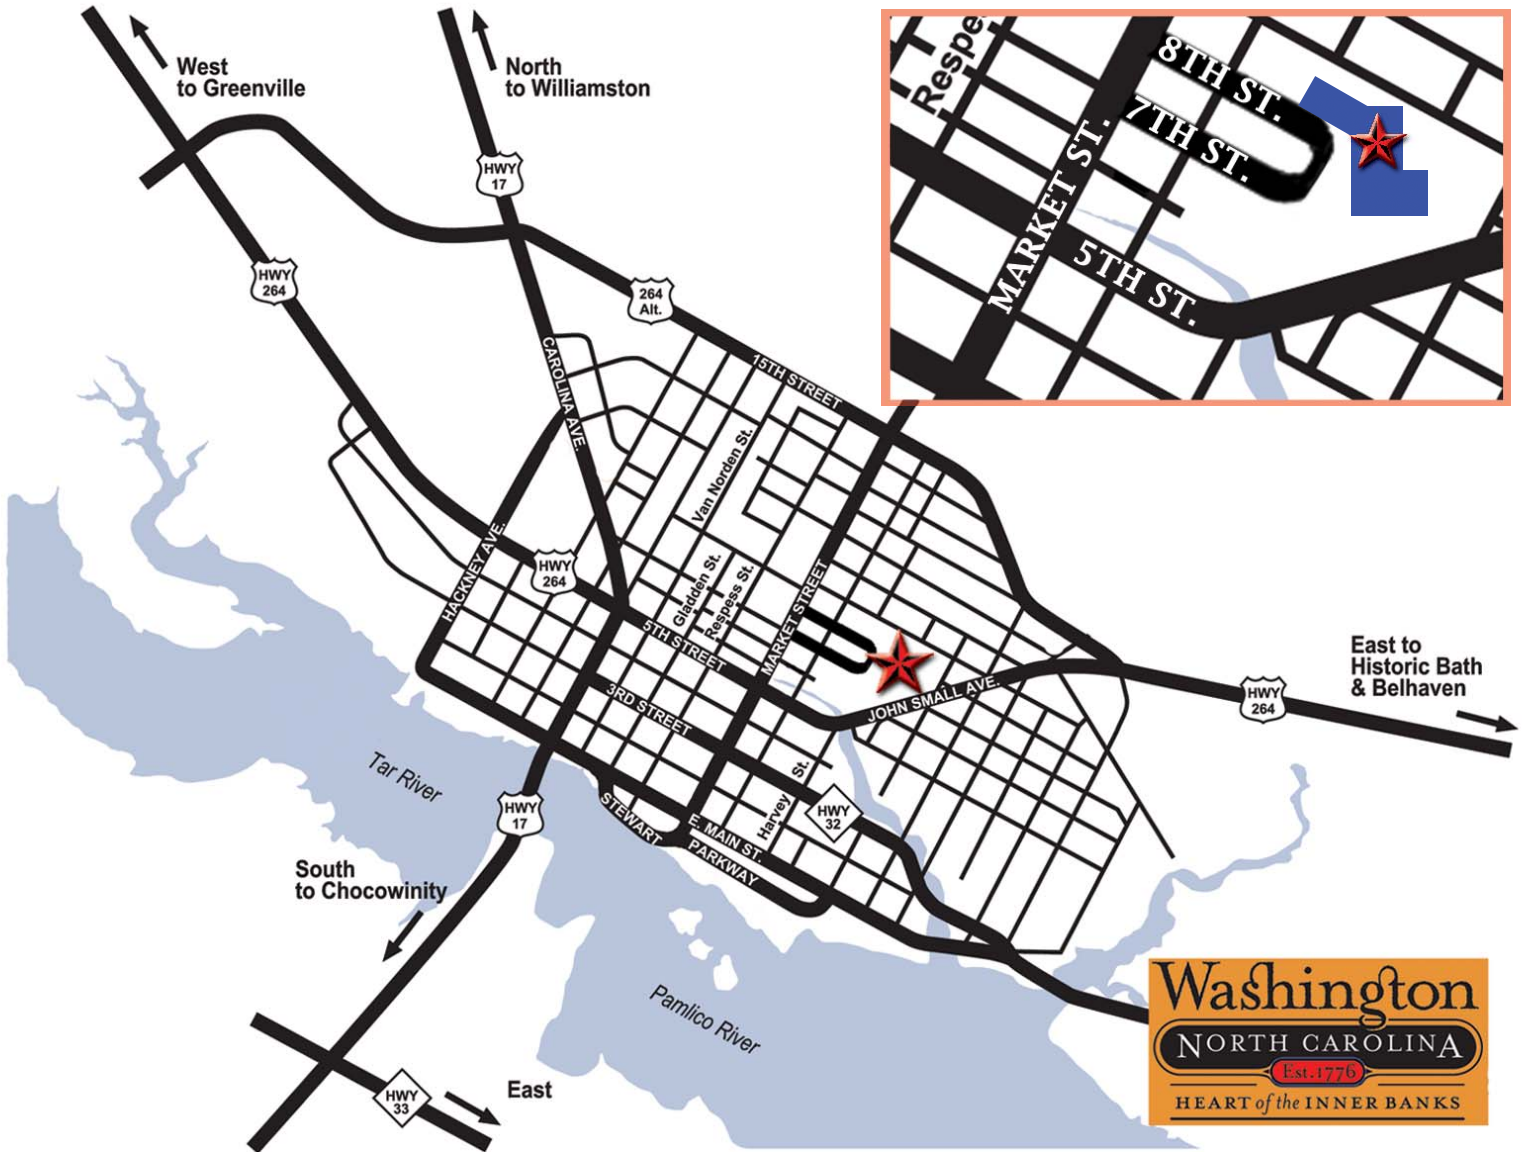 West
to Greenville
North
to Williamston
HWY
17
HWY
264
264
Alt.
Respe
8TH ST.
7TH ST.
MARKET ST.
5TH ST.
CAROLINA AVE.
15TH STREET
Van Norden St.
HACKNEY AVE.
HWY
264
Gladden St.
Respess St.
MARKET STREET
5TH STREET
3RD STREET
JOHN SMALL AVE.
East to
Historic Bath
& Belhaven
HWY
264
Tar River
HWY
17
STEWART
PARKWAY
E. MAIN ST.
Harvey St.
HWY
32
South
to Chocowinity
Pamlico River
HWY
33
East
Washington
NORTH CAROLINA
Est.1776
HEART of the INNER BANKS